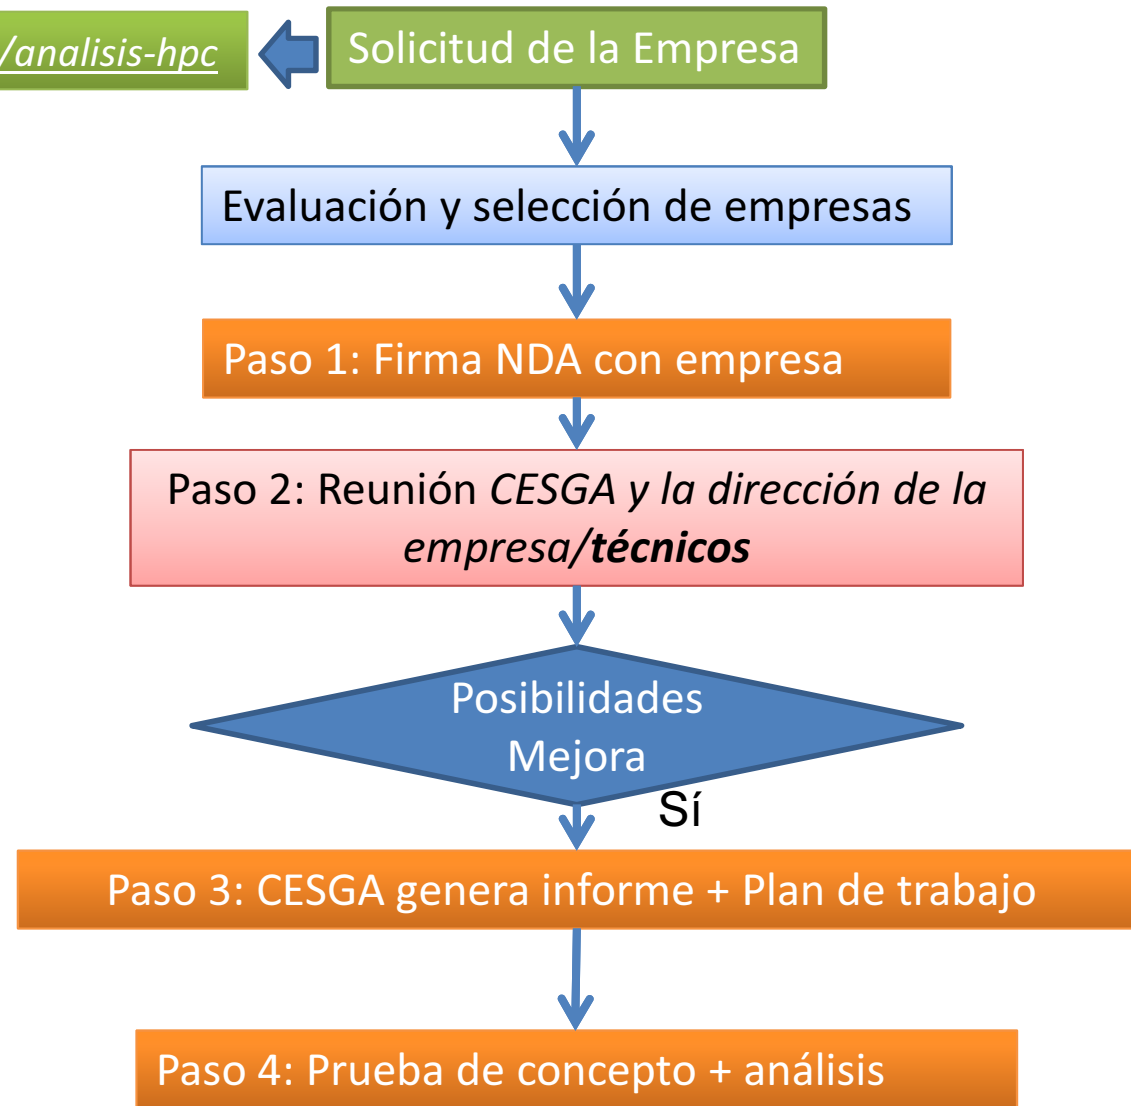 /analisis-hpc
Solicitud de la Empresa
Evaluación y selección de empresas
Paso 1: Firma NDA con empresa
Paso 2: Reunión CESGA y la dirección de la
empresa/técnicos
Posibilidades
Mejora
Sí
Paso 3: CESGA genera informe + Plan de trabajo
Paso 4: Prueba de concepto + análisis